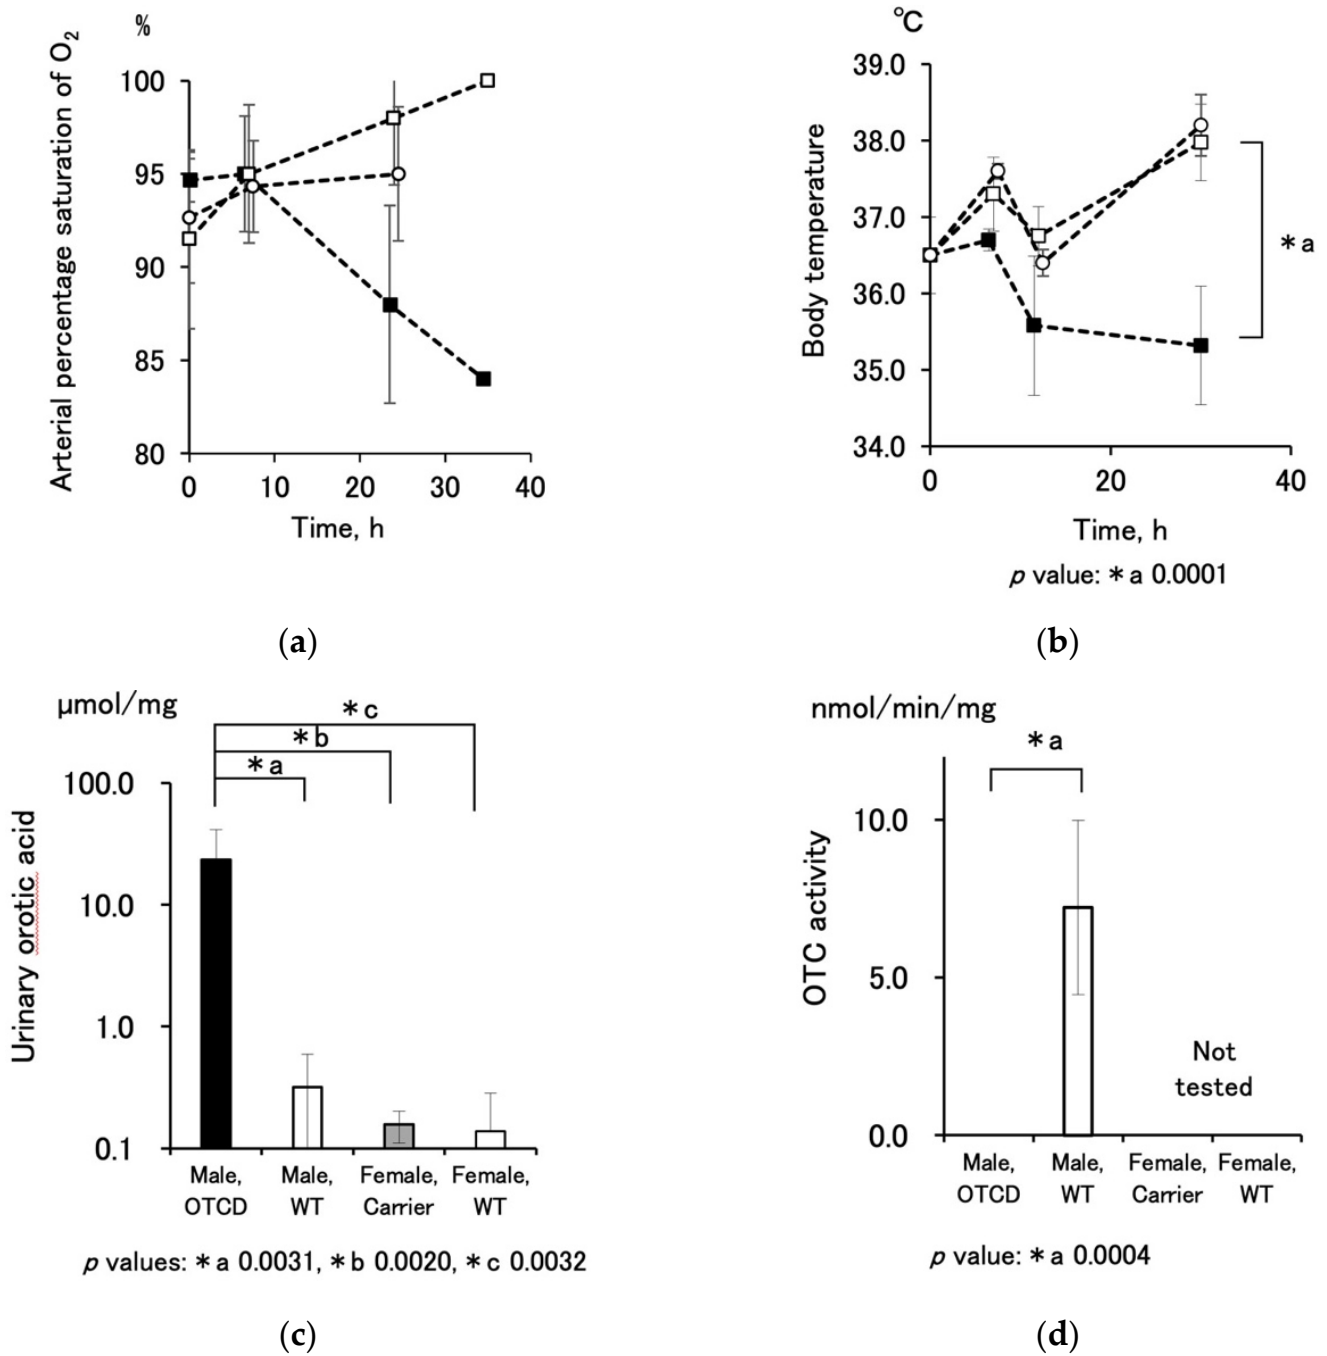 %
Arterial percentage saturation of O₂
100
95
90
85
80
0 10 20 30 40
Time, h
(a)
℃
Body temperature
39.0
38.0
37.0
36.0
35.0
34.0
0 20 40
Time, h
*a
p value: *a 0.0001
(b)
μmol/mg
Urinary orotic acid
*c
*b
*a
100.0
10.0
1.0
0.1
Male, Male, Female, Female,
OTCD WT Carrier WT
p values: *a 0.0031, *b 0.0020, *c 0.0032
(c)
nmol/min/mg
OTC activity
*a
10.0
5.0
0.0
Not
tested
Male, Male, Female, Female,
OTCD WT Carrier WT
p value: *a 0.0004
(d)